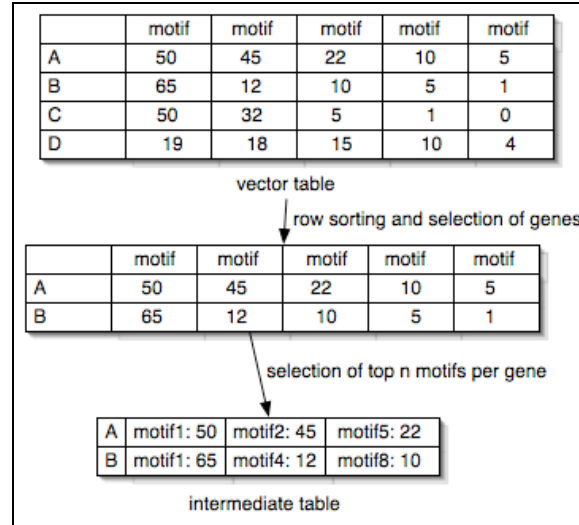 motif motif motif motif motif
A 50 45 22 10 5
B 65 12 10 5 1
C 50 32 5 1 0
D 19 18 15 10 4
vector table
row sorting and selection of genes
motif motif motif motif motif
A 50 45 22 10 5
B 65 12 10 5 1
selection of top n motifs per gene
A motif1: 50 motif2: 45 motif5: 22
B motif1: 65 motif4: 12 motif8: 10
intermediate table